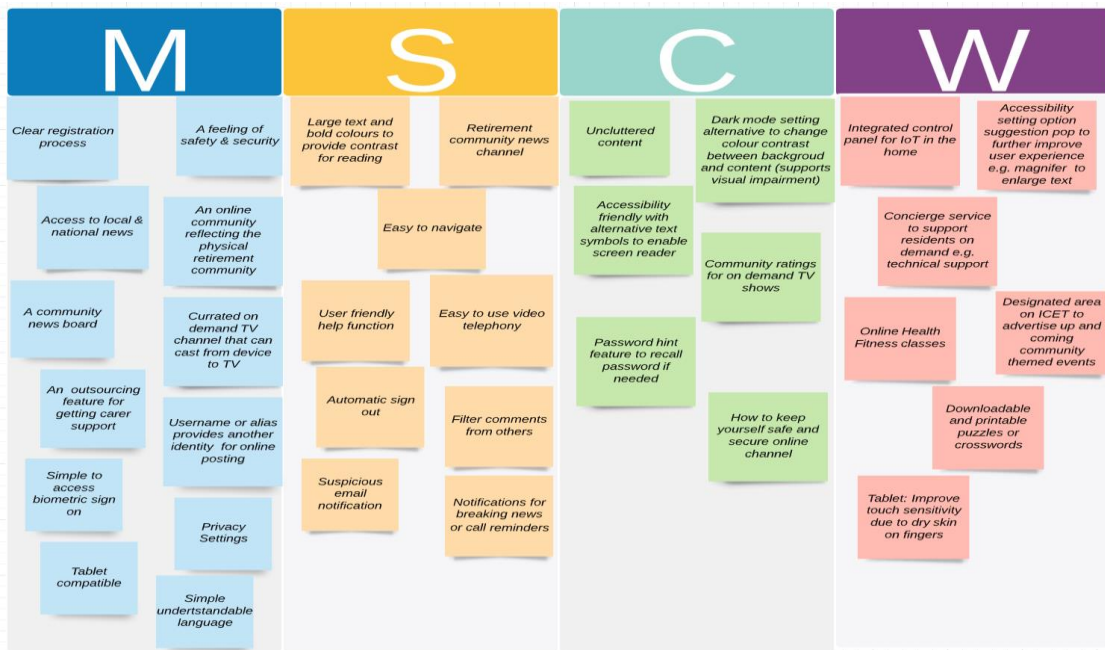 M
Clear registration
process
A feeling of
safety & security
Access to local &
national news
An online
community
reflecting the
physical
retirement
community
A community
news board
Currated on
demand TV
channel that can
cast from device
to TV
An outsourcing
feature for
getting carer
support
Username or alias
provides another
identity for online
posting
Simple to
access
biometric sign
on
Privacy
Settings
Tablet
compatible
Simple
undertstandable
language
S
Large text and
bold colours to
provide contrast
for reading
Retirement
community news
channel
Easy to navigate
User friendly
help function
Easy to use video
telephony
Automatic sign
out
Filter comments
from others
Suspicious
email
notification
Notifications for
breaking news
or call reminders
C
Uncluttered
content
Dark mode setting
alternative to change
colour contrast
between backgroud
and content (supports
visual impairment)
Accessibility
friendly with
alternative text
symbols to enable
screen reader
Community ratings
for on demand TV
shows
Password hint
feature to recall
password if
needed
How to keep
yourself safe and
secure online
channel
W
Integrated control
panel for IoT in the
home
Accessibility
setting option
suggestion pop to
further improve
user experience
e.g. magnifer to
enlarge text
Concierge service
to support
residents on
demand e.g.
technical support
Online Health
Fitness classes
Designated area
on ICET to
advertise up and
coming
community
themed events
Downloadable
and printable
puzzles or
crosswords
Tablet: Improve
touch sensitivity
due to dry skin
on fingers